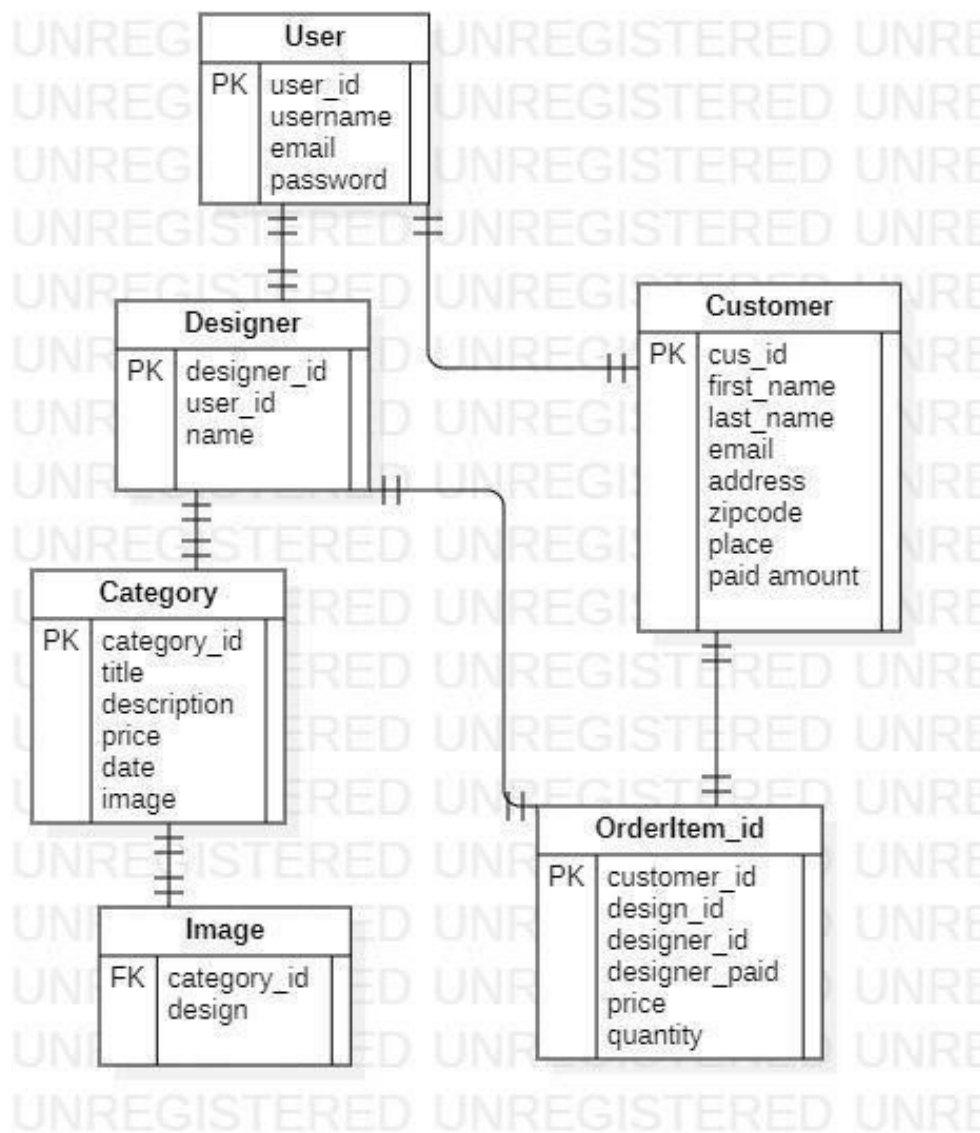 User
PK user_id
username
email
password
Designer
PK designer_id
user_id
name
Customer
PK cus_id
first_name
last_name
email
address
zipcode
place
paid amount
Category
PK category_id
title
description
price
date
image
OrderItem_id
PK customer_id
design_id
designer_id
designer_paid
price
quantity
Image
FK category_id
design
UNREGISTERED UNREGISTERED